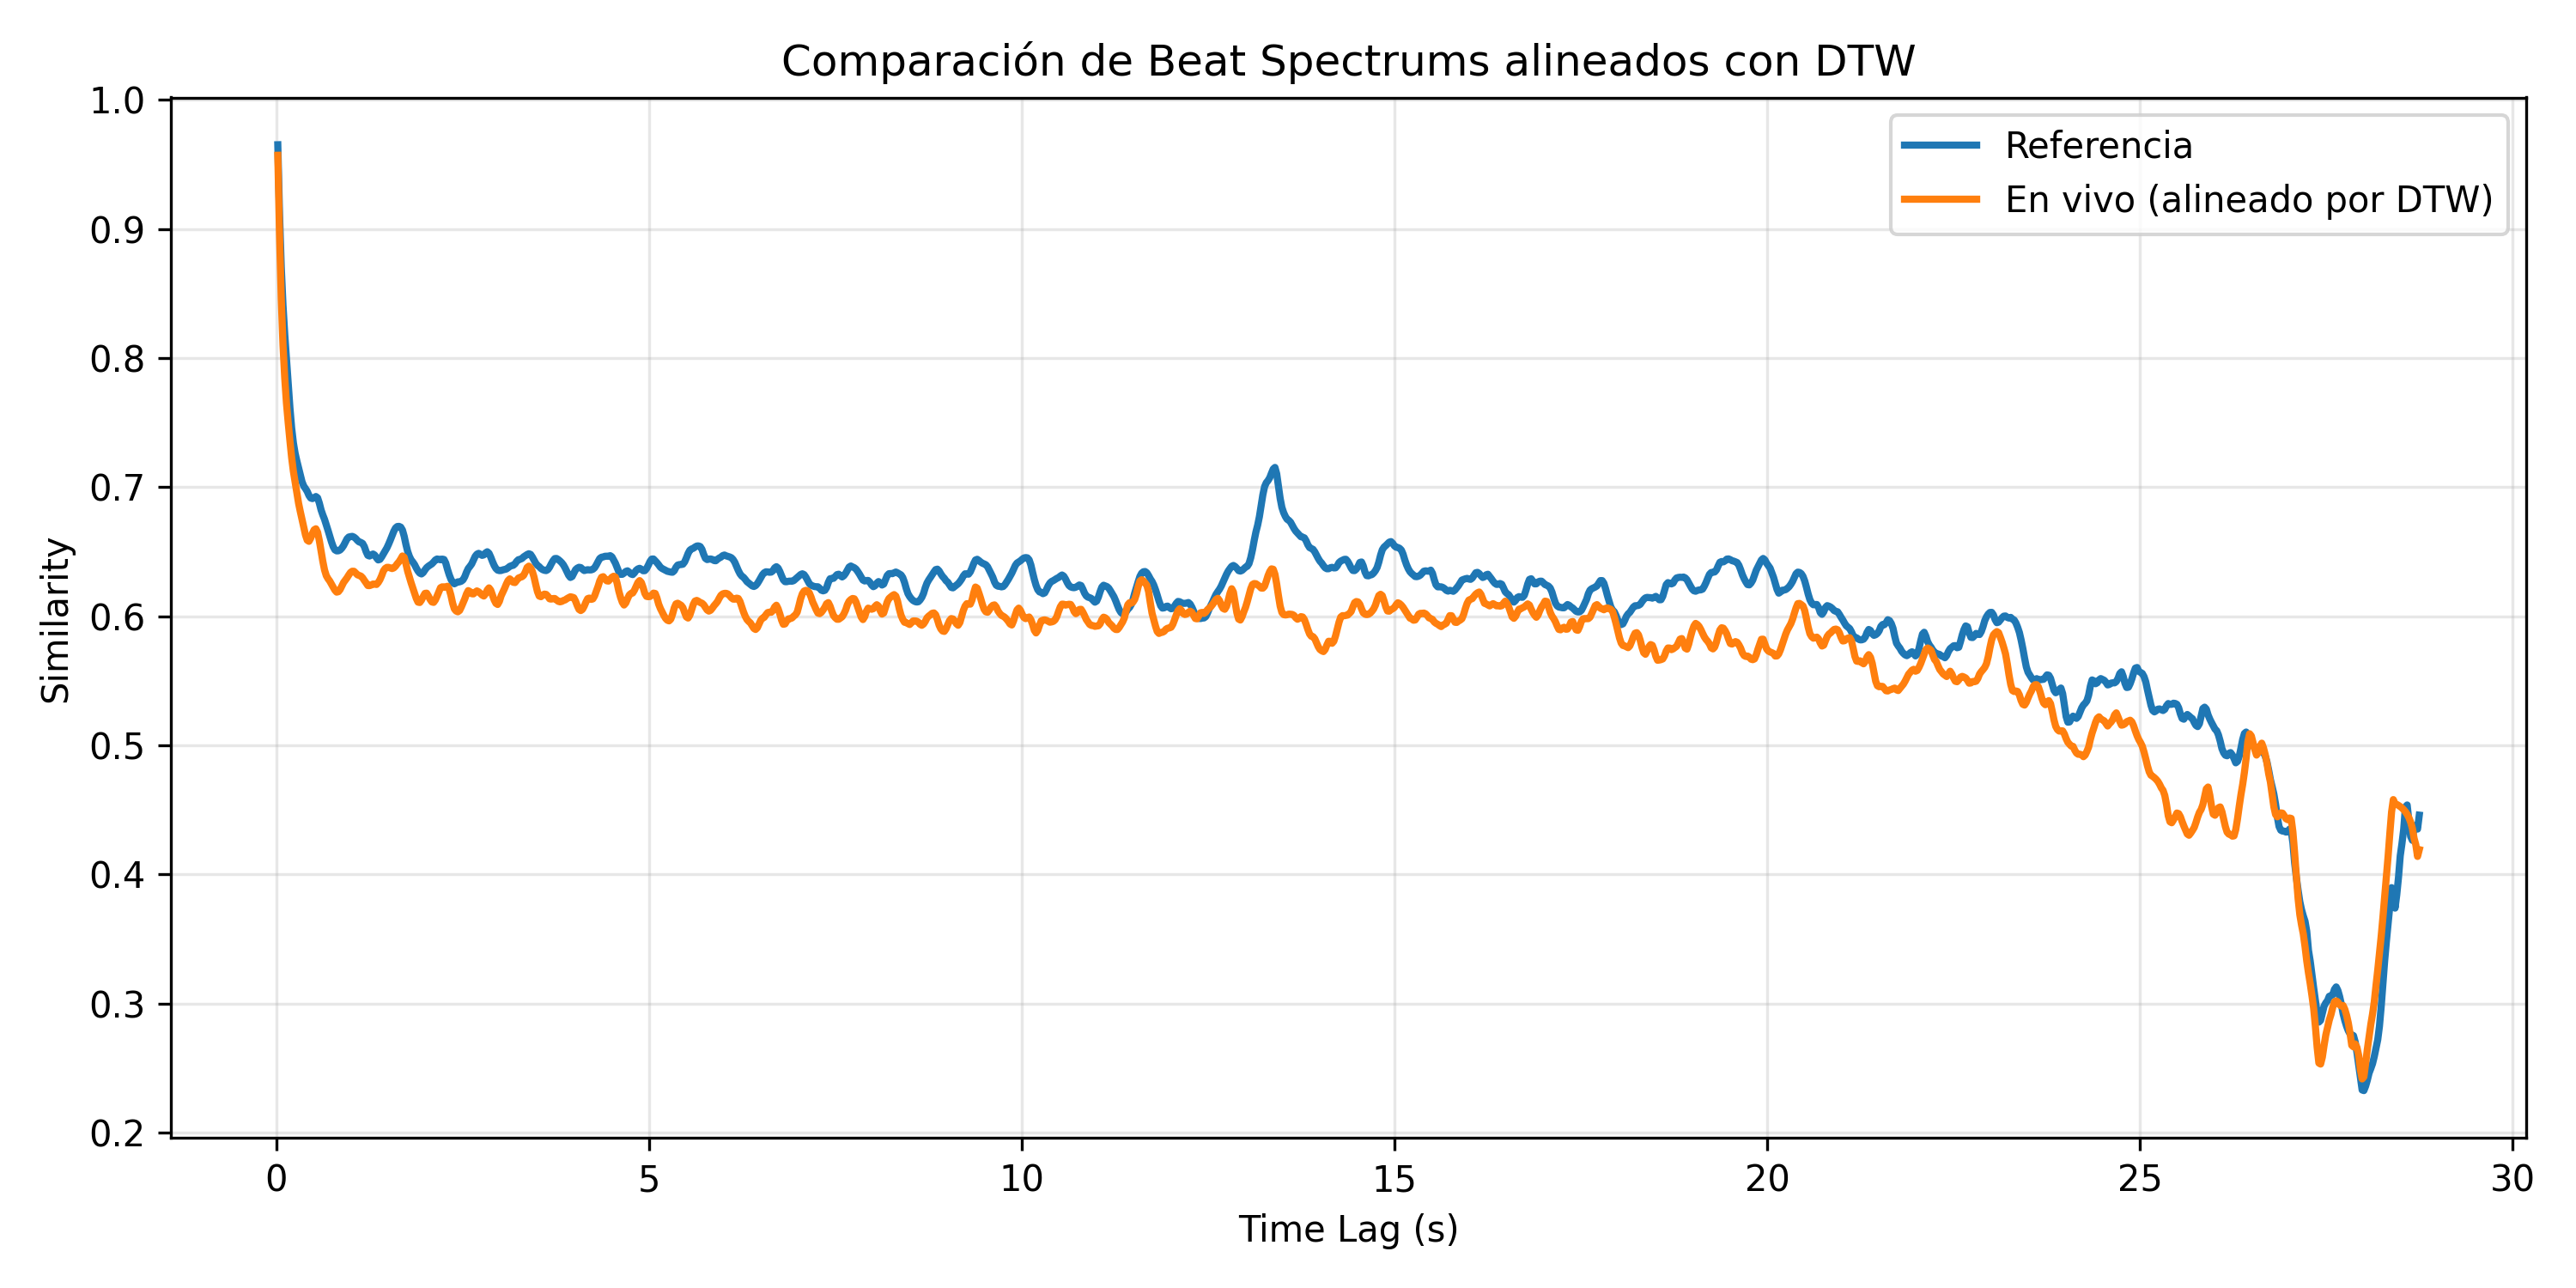 Comparación de Beat Spectrums alineados con DTW
Referencia
En vivo (alineado por DTW)
Similarity
1.0
0.9
0.8
0.7
0.6
0.5
0.4
0.3
0.2
0 5 10 15 20 25 30
Time Lag (s)